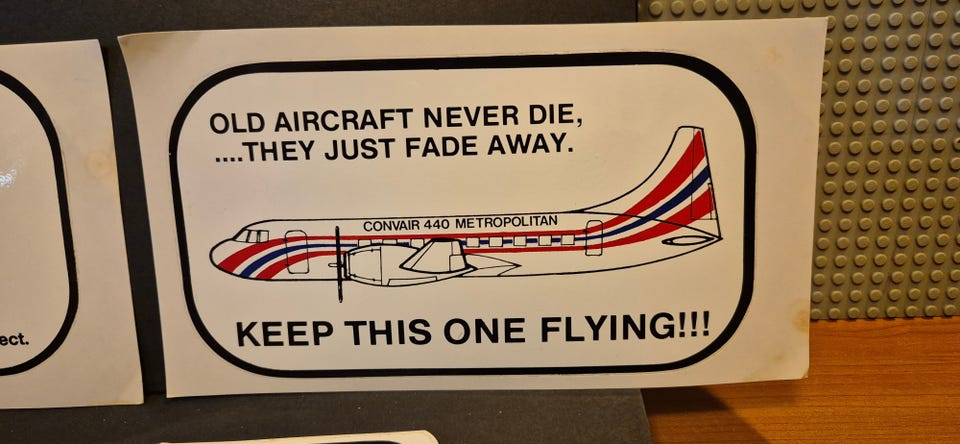 OLD AIRCRAFT NEVER DIE,
....THEY JUST FADE AWAY.
CONVAIR 440 METROPOLITAN
KEEP THIS ONE FLYING!!!
ect.